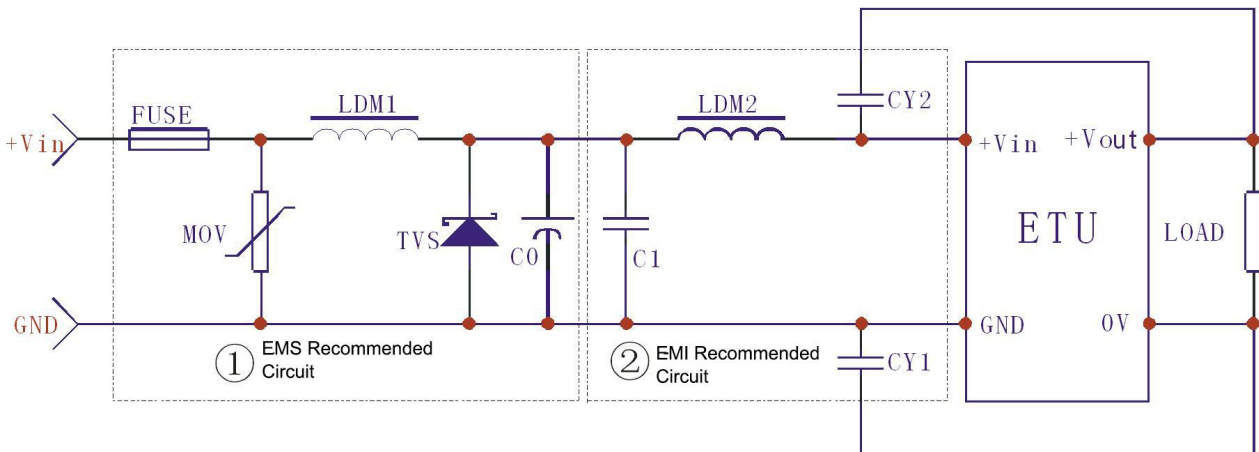 FUSE
LDM1
LDM2
CY2
+Vin
+Vin
+Vout
MOV
TVS
C0
C1
ETU
LOAD
GND
GND
0V
① EMS Recommended
Circuit
② EMI Recommended
Circuit
CY1